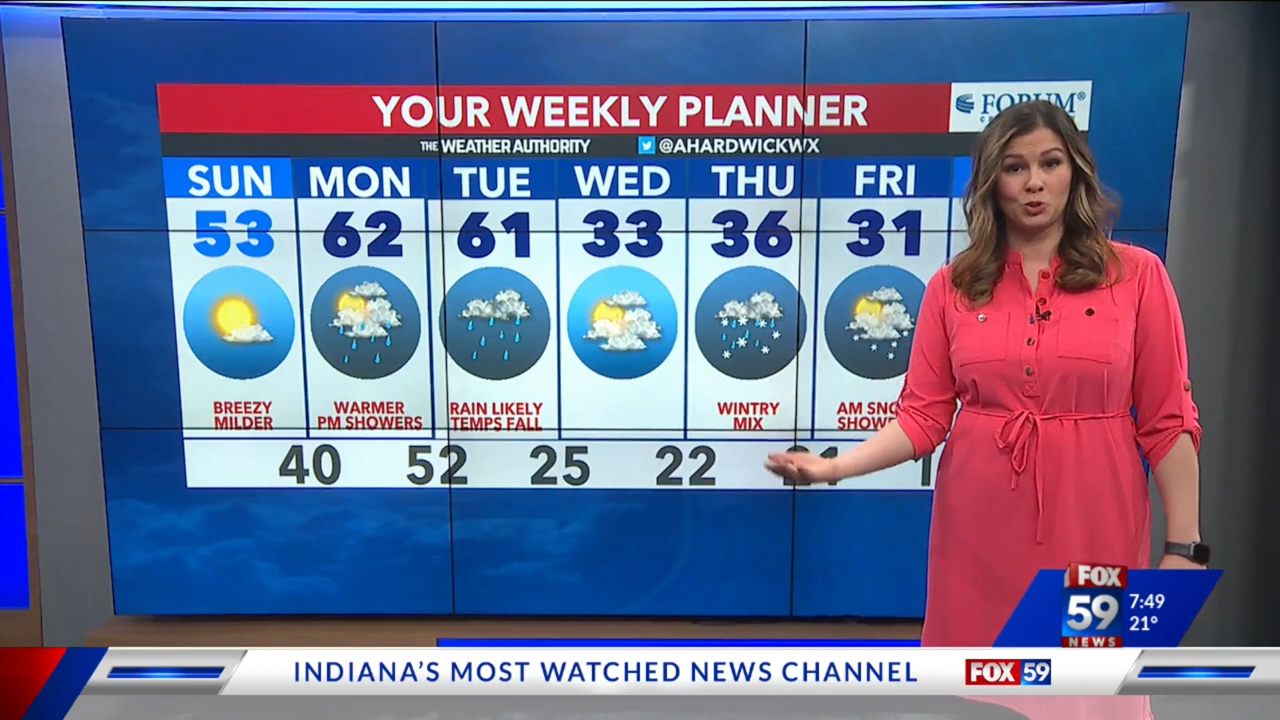 YOUR WEEKLY PLANNER
FORUM®
THE WEATHER AUTHORITY @AHARDWICKWX
SUN MON TUE WED THU FRI
53 62 61 33 36 31
BREEZY MILDER
WARMER PM SHOWERS
RAIN LIKELY TEMPS FALL
WINTRY MIX
AM
40 52 25 22
FOX
59
NEWS
7:49
21°
INDIANA'S MOST WATCHED NEWS CHANNEL FOX 59